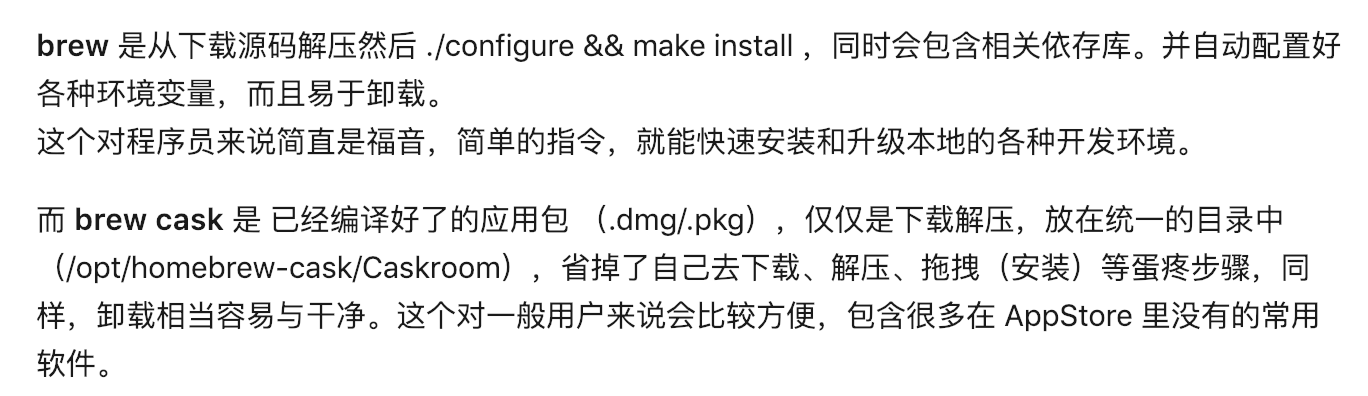 brew 是从下载源码解压然后 ./configure && make install ，同时会包含相关依存库。并自动配置好
各种环境变量，而且易于卸载。
这个对程序员来说简直是福音，简单的指令，就能快速安装和升级本地的各种开发环境。
而 brew cask 是 已经编译好了的应用包 （.dmg/.pkg），仅仅是下载解压，放在统一的目录中
（/opt/homebrew-cask/Caskroom），省掉了自己去下载、解压、拖拽（安装）等蛋疼步骤，同
样，卸载相当容易与干净。这个对一般用户来说会比较方便，包含很多在 AppStore 里没有的常用
软件。